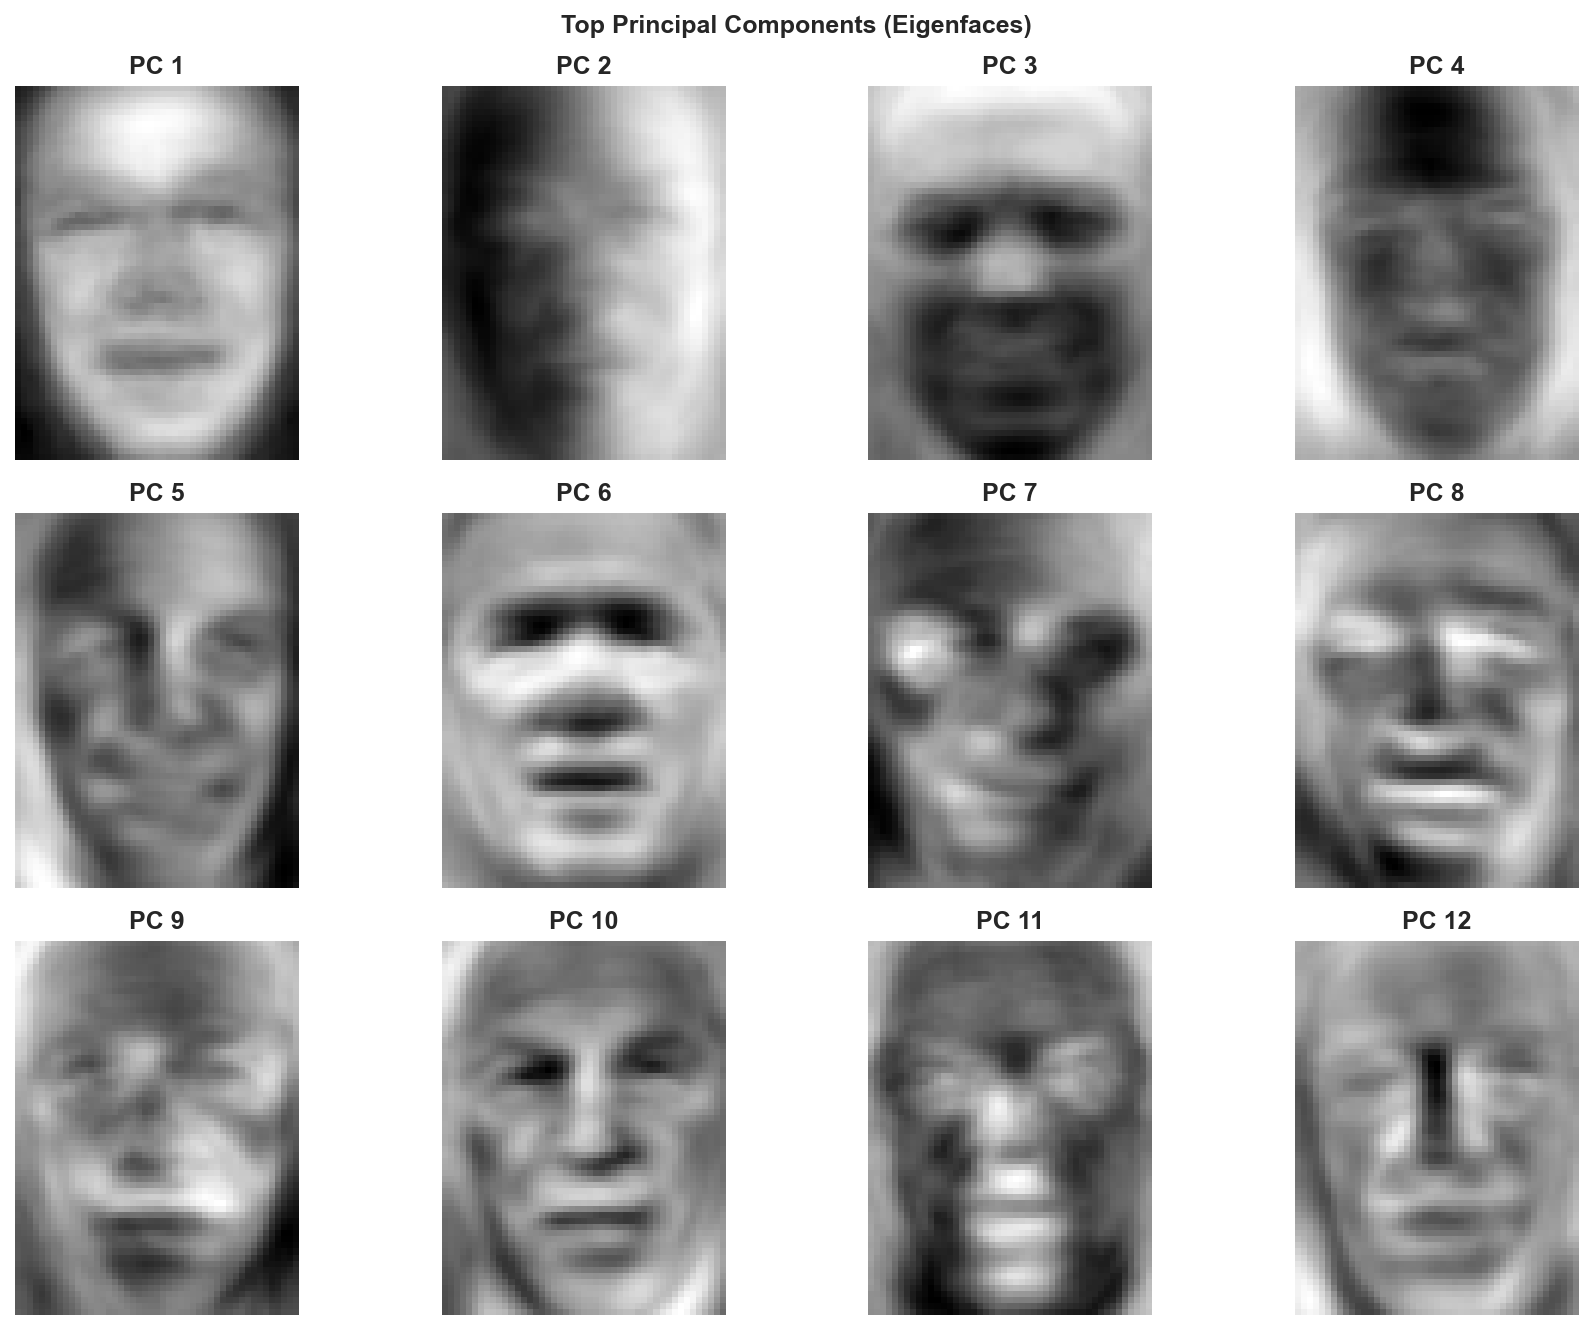 Top Principal Components (Eigenfaces)
PC 1
PC 2
PC 3
PC 4
PC 5
PC 6
PC 7
PC 8
PC 9
PC 10
PC 11
PC 12